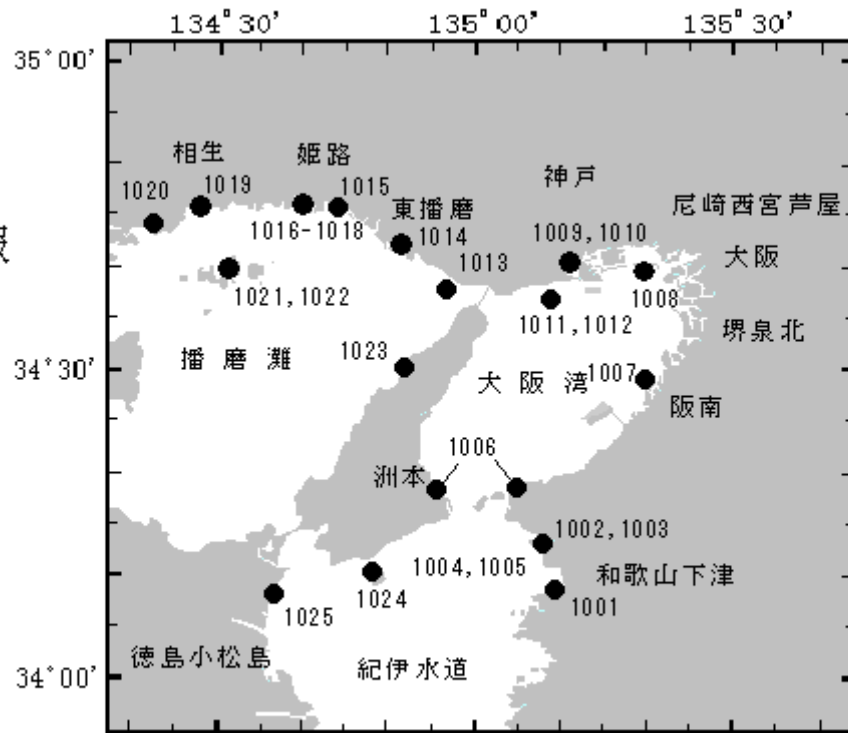 134°30' 135°00' 135°30'
35°00'
相生 姫路
神戸
1020 1019 1015 東播磨
尼崎西宮芦屋
1016-1018 1014 1009,1010
1013 大阪
1021,1022 1008
1011,1012 堺泉北
播磨灘 1023
34°30' 大阪湾 1007
阪南
1006
洲本
1002,1003
1004,1005 和歌山下津
1024 1001
1025
徳島小松島 紀伊水道
34°00'